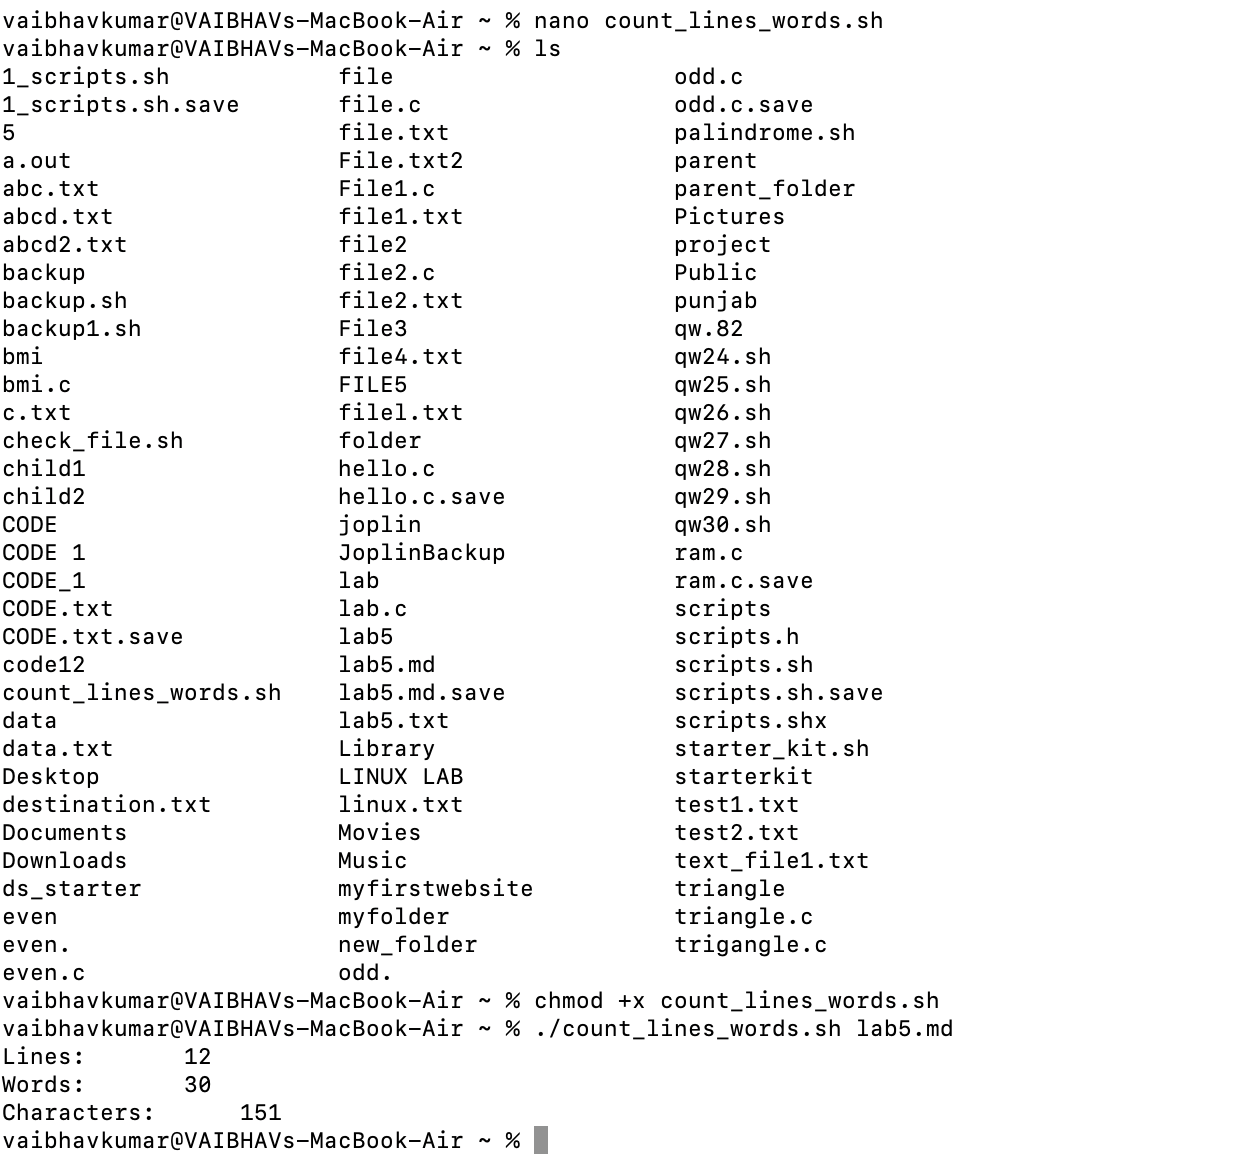 vaibhavkumar@VAIBHAVs-MacBook-Air ~ % nano count_lines_words.sh
vaibhavkumar@VAIBHAVs-MacBook-Air ~ % ls
1_scripts.sh            file                    odd.c
1_scripts.sh.save       file.c                  odd.c.save
5                       file.txt                palindrome.sh
a.out                   File.txt2               parent
abc.txt                 File1.c                 parent_folder
abcd.txt                file1.txt               Pictures
abcd2.txt               file2                   project
backup                  file2.c                 Public
backup.sh               file2.txt               punjab
backup1.sh              File3                   qw.82
bmi                     file4.txt               qw24.sh
bmi.c                   FILE5                   qw25.sh
c.txt                   filel.txt               qw26.sh
check_file.sh           folder                  qw27.sh
child1                  hello.c                 qw28.sh
child2                  hello.c.save            qw29.sh
CODE                    joplin                  qw30.sh
CODE 1                  JoplinBackup            ram.c
CODE_1                  lab                     ram.c.save
CODE.txt                lab.c                   scripts
CODE.txt.save           lab5                    scripts.h
code12                  lab5.md                 scripts.sh
count_lines_words.sh    lab5.md.save            scripts.sh.save
data                    lab5.txt                scripts.shx
data.txt                Library                 starter_kit.sh
Desktop                 LINUX LAB               starterkit
destination.txt         linux.txt               test1.txt
Documents               Movies                  test2.txt
Downloads               Music                   text_file1.txt
ds_starter              myfirstwebsite          triangle
even                    myfolder                triangle.c
even.                   new_folder              trigangle.c
even.c                  odd.
vaibhavkumar@VAIBHAVs-MacBook-Air ~ % chmod +x count_lines_words.sh
vaibhavkumar@VAIBHAVs-MacBook-Air ~ % ./count_lines_words.sh lab5.md
Lines:       12
Words:       30
Characters:      151
vaibhavkumar@VAIBHAVs-MacBook-Air ~ %